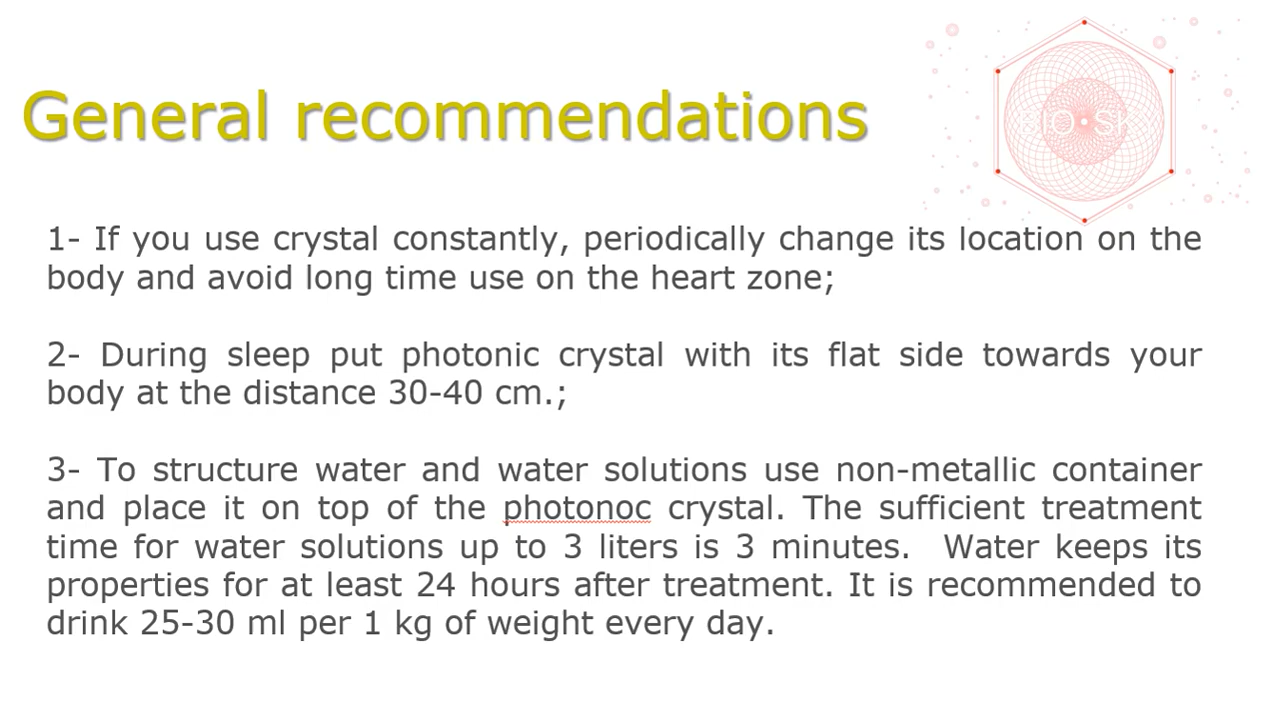 General recommendations
1- If you use crystal constantly, periodically change its location on the
body and avoid long time use on the heart zone;
2- During sleep put photonic crystal with its flat side towards your
body at the distance 30-40 cm.;
3- To structure water and water solutions use non-metallic container
and place it on top of the photonoc crystal. The sufficient treatment
time for water solutions up to 3 liters is 3 minutes.  Water keeps its
properties for at least 24 hours after treatment. It is recommended to
drink 25-30 ml per 1 kg of weight every day.